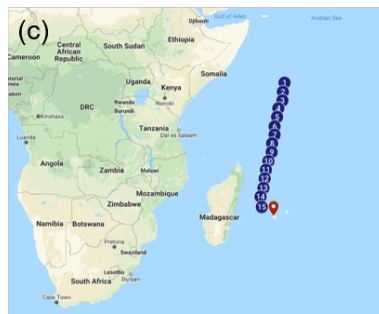 (c)
Gulf of Aden
Arabian Sea
Djibouti
Ethiopia
South Sudan
Central
African
Republic
Cameroon
Somalia
Uganda
Kenya
Nairobi
Rwanda
Burundi
DRC
Kinshasa
Tanzania
Dar es Salaam
Luanda
Angola
Zambia
Malawi
Mozambique
Zimbabwe
Madagascar
Namibia
Botswana
Pretoria
Swaziland
Lesotho
Durban
South Africa
Cape Town
1
2
3
4
5
6
7
8
9
10
11
12
13
14
15